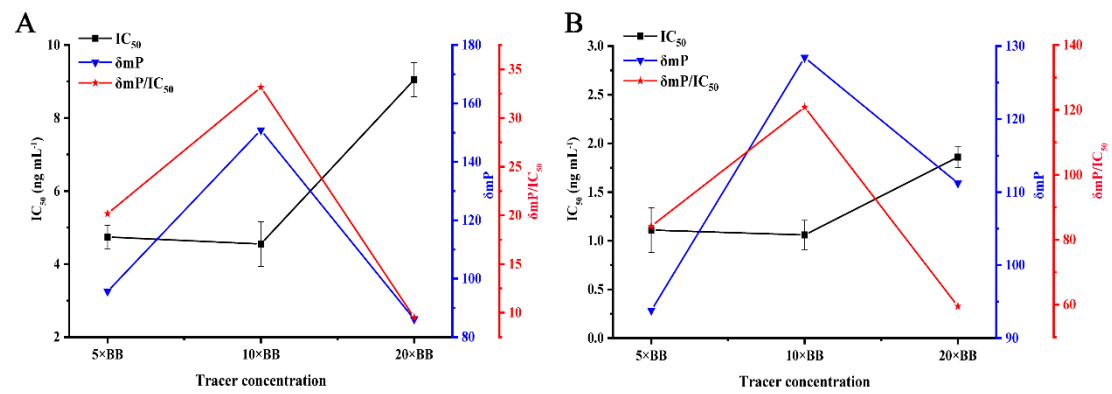 A
IC₅₀
δmP
δmP/IC₅₀
IC₅₀ (ng mL⁻¹)
10
8
6
4
2
5×BB
10×BB
20×BB
Tracer concentration
180
160
140
120
100
80
δmP
35
30
25
20
15
10
δmP/IC₅₀
B
IC₅₀
δmP
δmP/IC₅₀
IC₅₀ (ng mL⁻¹)
3.0
2.5
2.0
1.5
1.0
0.5
0.0
5×BB
10×BB
20×BB
Tracer concentration
130
120
110
100
90
δmP
140
120
100
80
60
δmP/IC₅₀